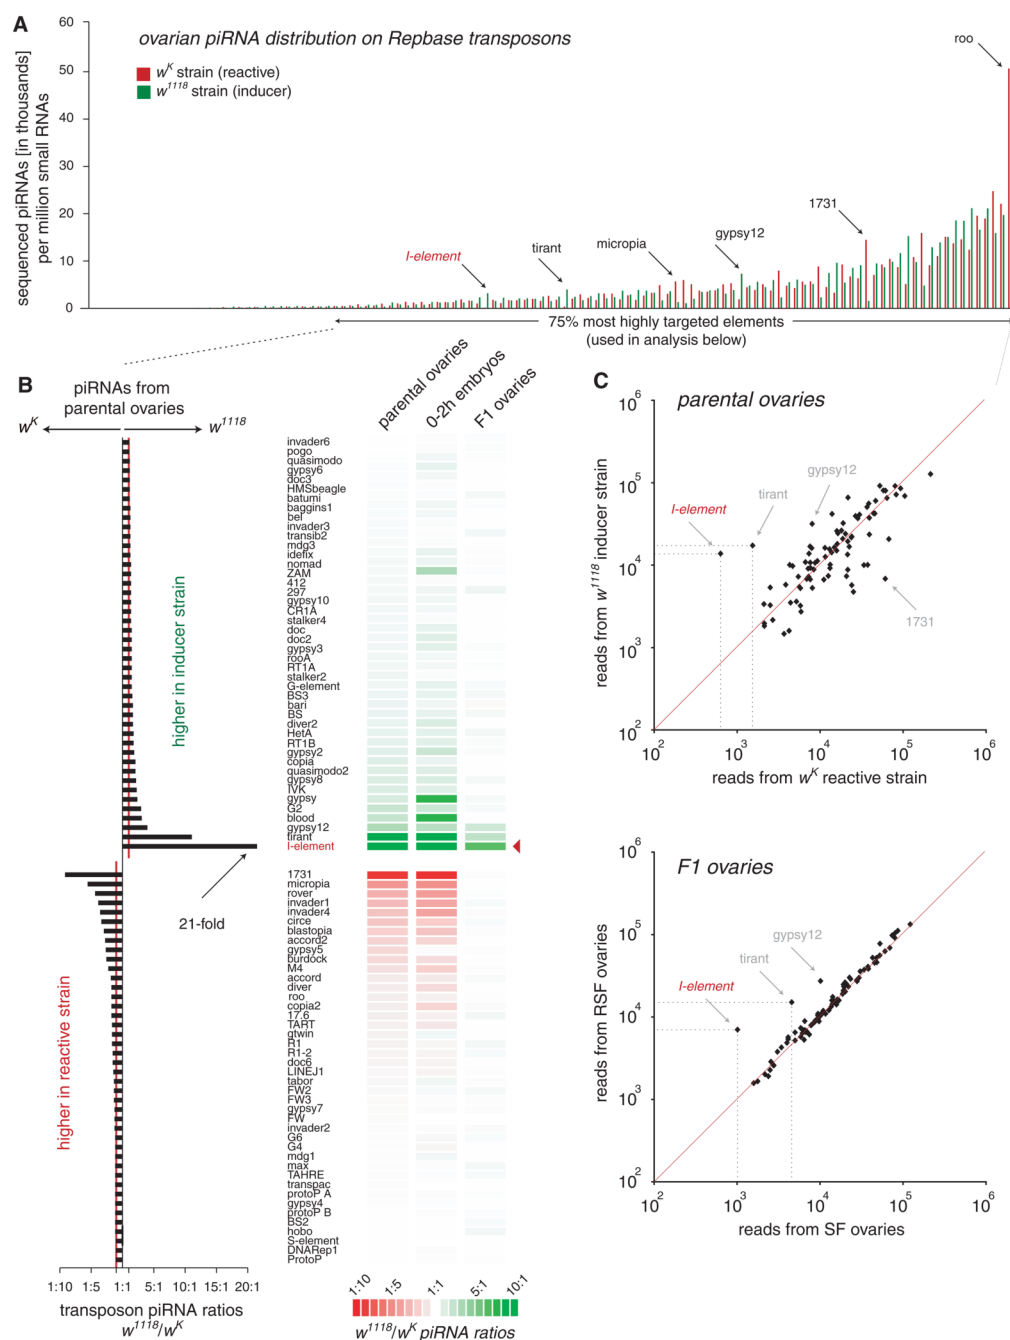 A
ovarian piRNA distribution on Repbase transposons
w^K strain (reactive)
w^1118 strain (inducer)
sequenced piRNAs [in thousands]
per million small RNAs
60
50
40
30
20
10
0
roo
1731
gypsy12
micropia
tirant
I-element
75% most highly targeted elements
(used in analysis below)
B
piRNAs from
parental ovaries
w^K
w^1118
parental ovaries
0-2h embryos
F1 ovaries
higher in inducer strain
invader6
pogo
quasimodo
gypsy6
doc3
HMSbeagle
batumi
baggins1
bel
invader3
transib2
mdg3
idefix
nomad
ZAM
412
297
gypsy10
CR1A
stalker4
doc
doc2
gypsy3
rooA
RT1A
stalker2
G-element
BS3
bari
BS
diver2
HetA
RT1B
gypsy2
copia
quasimodo2
gypsy8
IVK
gypsy
G2
blood
gypsy12
tirant
I-element
21-fold
higher in reactive strain
1731
micropia
rover
invader1
invader4
circe
blastopia
accord2
gypsy5
burdock
M4
accord
diver
roo
copia2
17.6
TART
gtwin
R1
R1-2
doc6
LINEJ1
tabor
FW2
FW3
gypsy7
FW
invader2
G6
G4
mdg1
max
TAHRE
transpac
protoP A
gypsy4
protoP B
BS2
hobo
S-element
DNARep1
ProtoP
1:10 1:5 1:1 5:1 10:1 15:1 20:1
transposon piRNA ratios
w^1118/w^K
1:10 1:5 1:1 5:1 10:1
w^1118/w^K piRNA ratios
C
parental ovaries
reads from w^1118 inducer strain
10^6
10^5
10^4
10^3
10^2
gypsy12
tirant
I-element
1731
10^2 10^3 10^4 10^5 10^6
reads from w^K reactive strain
F1 ovaries
reads from RSF ovaries
10^6
10^5
10^4
10^3
10^2
gypsy12
tirant
I-element
10^2 10^3 10^4 10^5 10^6
reads from SF ovaries